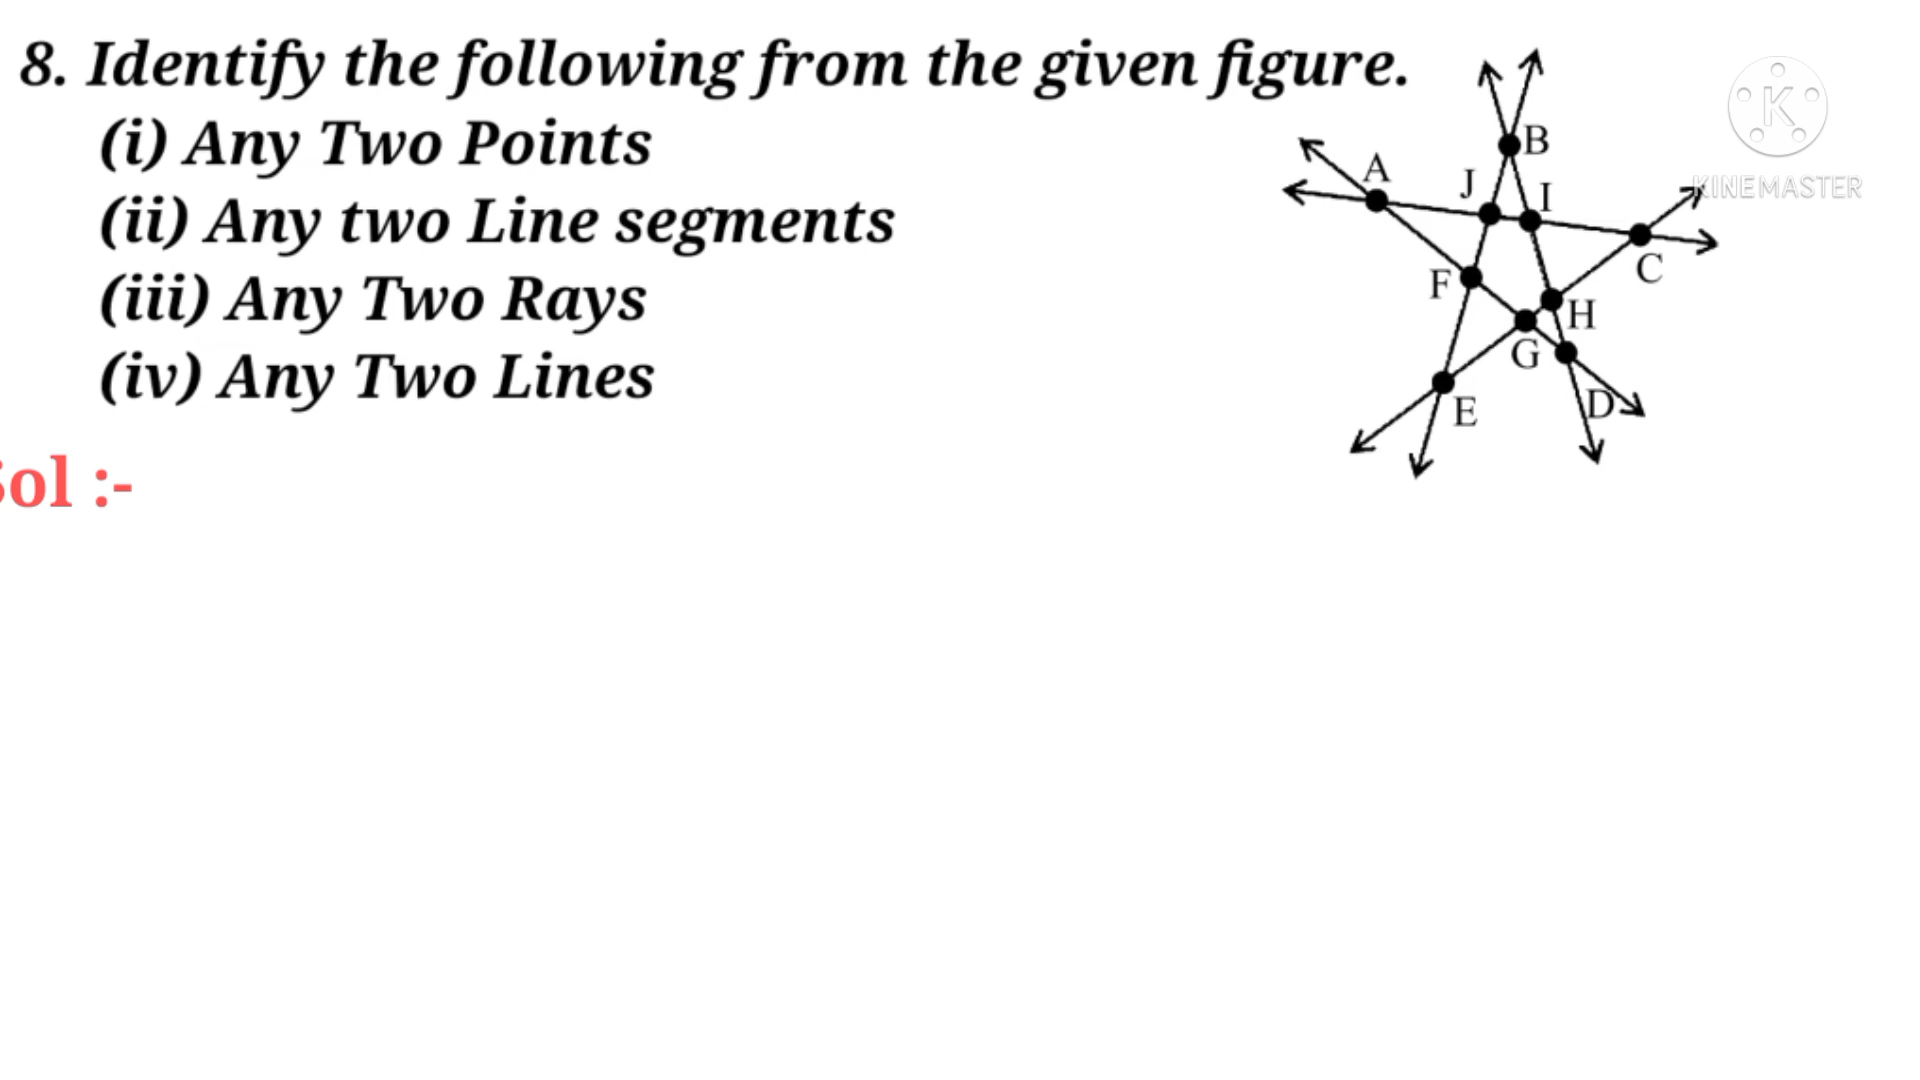 8. Identify the following from the given figure.
(i) Any Two Points
(ii) Any two Line segments
(iii) Any Two Rays
(iv) Any Two Lines
Sol :-
B
A
J
I
C
F
H
G
D
E
K
KINEMASTER